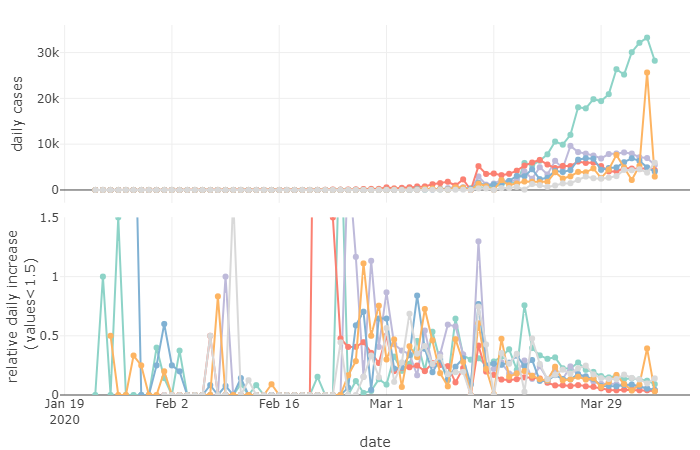 30k
20k
10k
0
daily cases
1.5
1
0.5
0
relative daily increase
(values<1.5)
Jan 19
2020
Feb 2
Feb 16
Mar 1
Mar 15
Mar 29
date